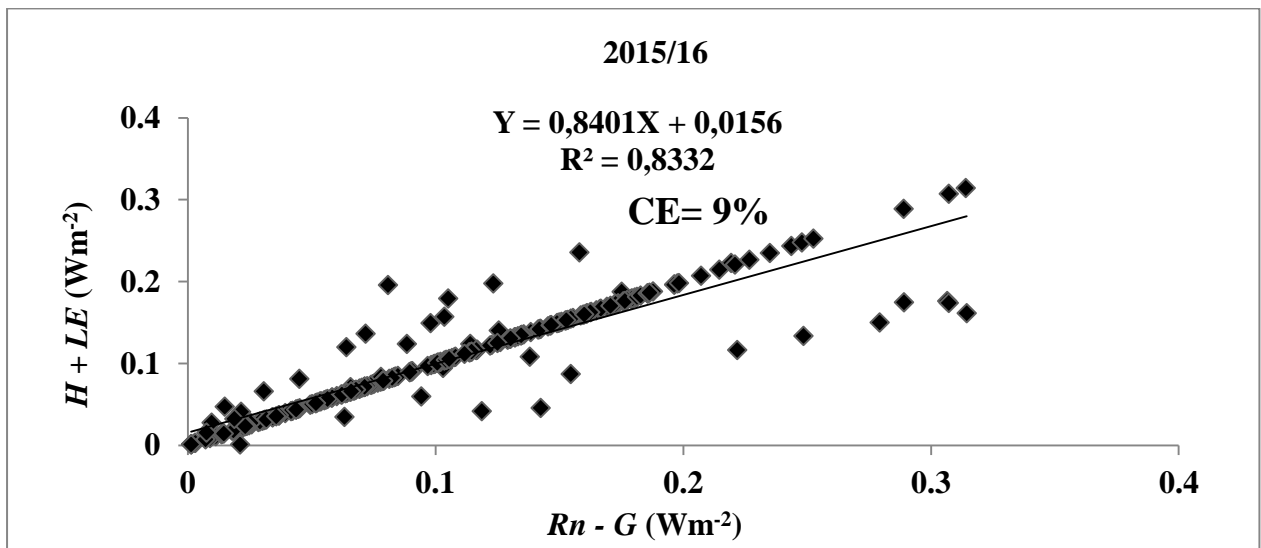 2015/16
Y = 0,8401X + 0,0156
R² = 0,8332
CE= 9%
H + LE (Wm⁻²)
0.4
0.3
0.2
0.1
0
0 0.1 0.2 0.3 0.4
Rn - G (Wm⁻²)